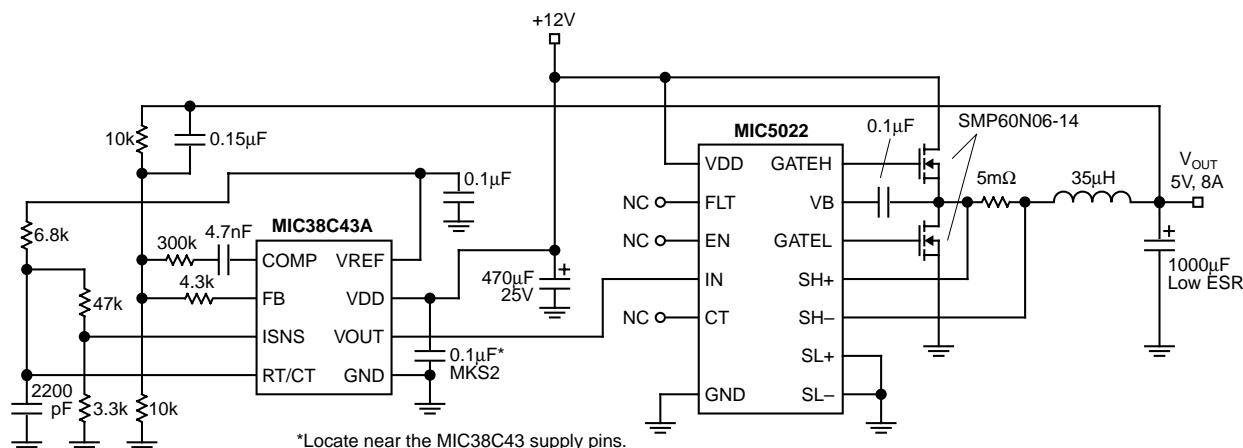 +12V
10k
0.15µF
MIC5022
0.1µF
SMP60N06-14
VDD
GATEH
VOUT
5V, 8A
0.1µF
5mΩ
35µH
NC
FLT
VB
6.8k
MIC38C43A
300k
4.7nF
COMP
VREF
NC
EN
GATEL
+
1000µF
Low ESR
47k
4.3k
FB
VDD
470µF
25V
+
IN
SH+
ISNS
VOUT
NC
CT
SH–
RT/CT
GND
0.1µF*
MKS2
SL+
2200
pF
3.3k
10k
GND
SL–
*Locate near the MIC38C43 supply pins.